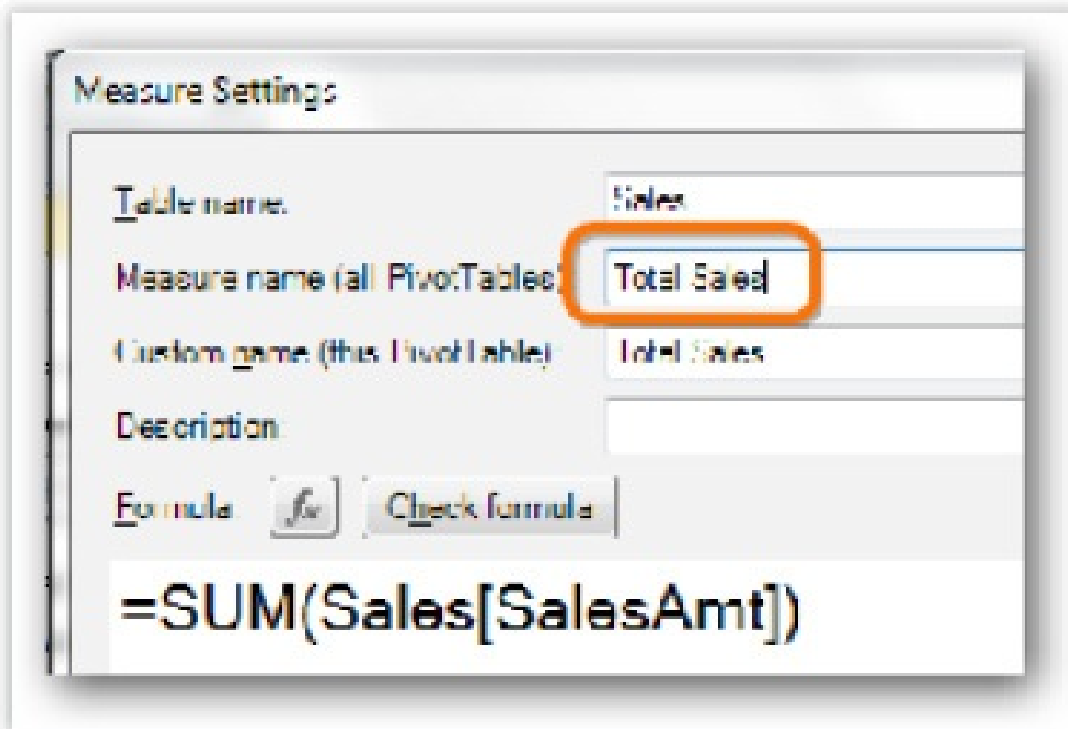 Measure Settings
Table name: Sales
Measure name (all PivotTables) Total Sales
Custom name (this PivotTable) Total Sales
Description
Formula fx Check formula
=SUM(Sales[SalesAmt])